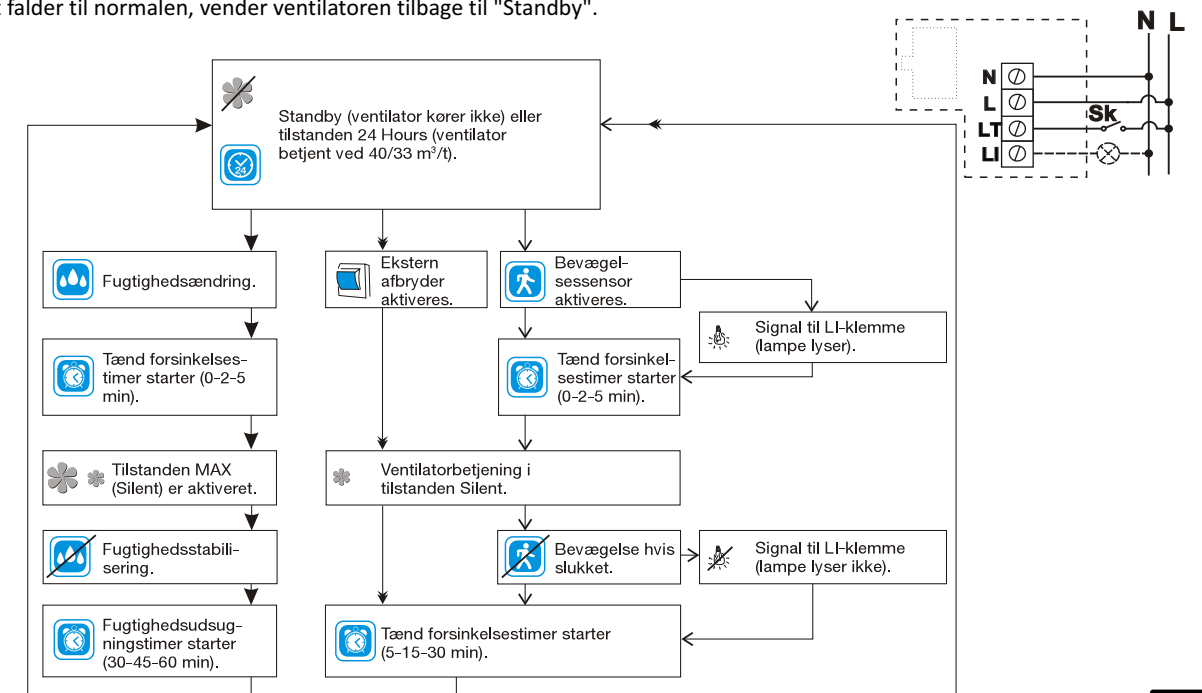 falder til normalen, vender ventilatoren tilbage til "Standby".
N L
N
L
LT
LI
Sk
Standby (ventilator kører ikke) eller
tilstanden 24 Hours (ventilator
betjent ved 40/33 m³/t).
24
Fugtighedsændring.
Ekstern
afbryder
aktiveres.
Bevægel-
sessensor
aktiveres.
Signal til LI-klemme
(lampe lyser).
Tænd forsinkelses-
timer starter (0-2-5
min).
Tænd forsinkel-
sestimer starter
(0-2-5 min).
Tilstanden MAX
(Silent) er aktiveret.
Ventilatorbetjening i
tilstanden Silent.
Fugtighedsstabili-
sering.
Bevægelse hvis
slukket.
Signal til LI-klemme
(lampe lyser ikke).
Fugtighedsudsug-
ningstimer starter
(30-45-60 min).
Tænd forsinkelsestimer starter
(5-15-30 min).